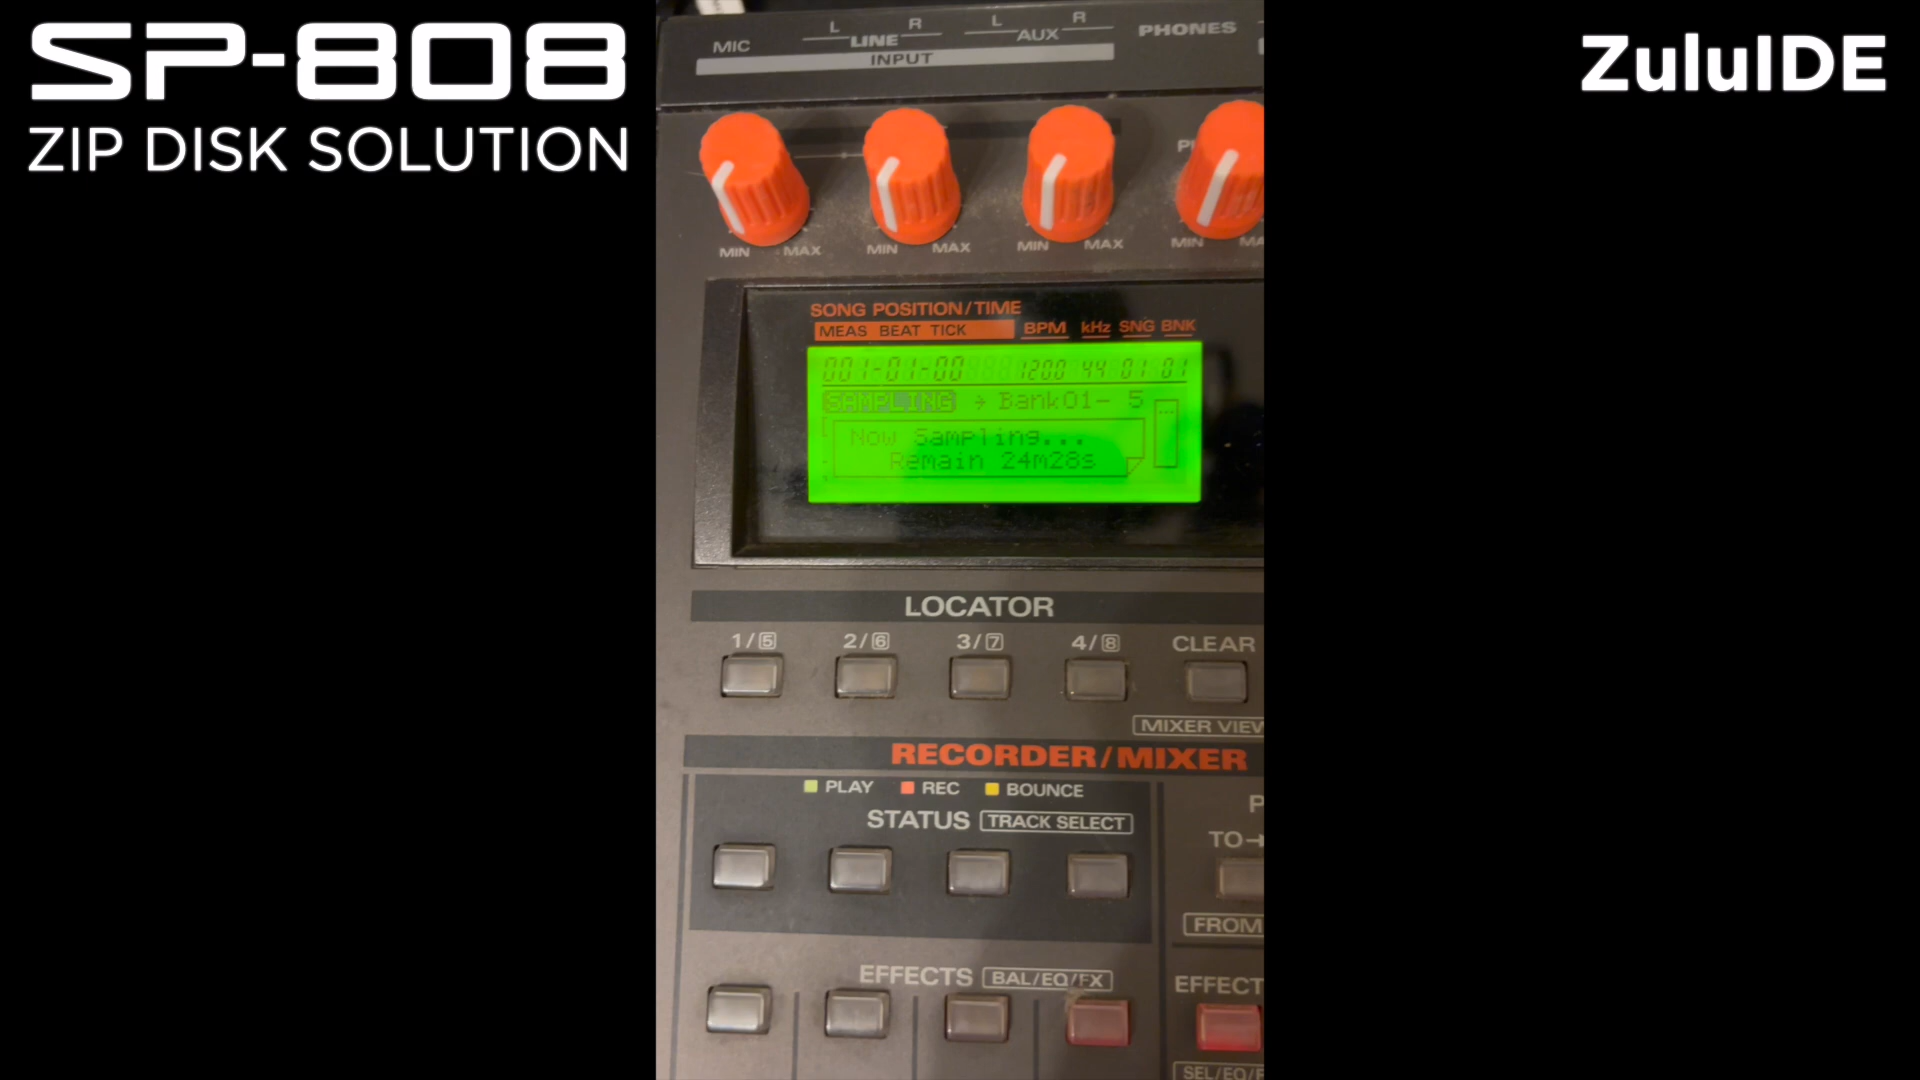 SP-808
ZIP DISK SOLUTION
ZuluIDE
MIC
L R
LINE
L R
AUX
PHONES
INPUT
MIN MAX MIN MAX MIN MAX MIN
SONG POSITION/TIME
MEAS BEAT TICK BPM kHz SNG BNK
001-01-00 120.0 44 01 01
SAMPLING → Bank01- 5
Now Sampling...
Remain 24m28s
LOCATOR
1/5 2/6 3/7 4/8 CLEAR
MIXER VIEW
RECORDER/MIXER
PLAY REC BOUNCE
STATUS TRACK SELECT
TO
FROM
EFFECTS BAL/EQ/FX
EFFECT
SEL/EQ/F